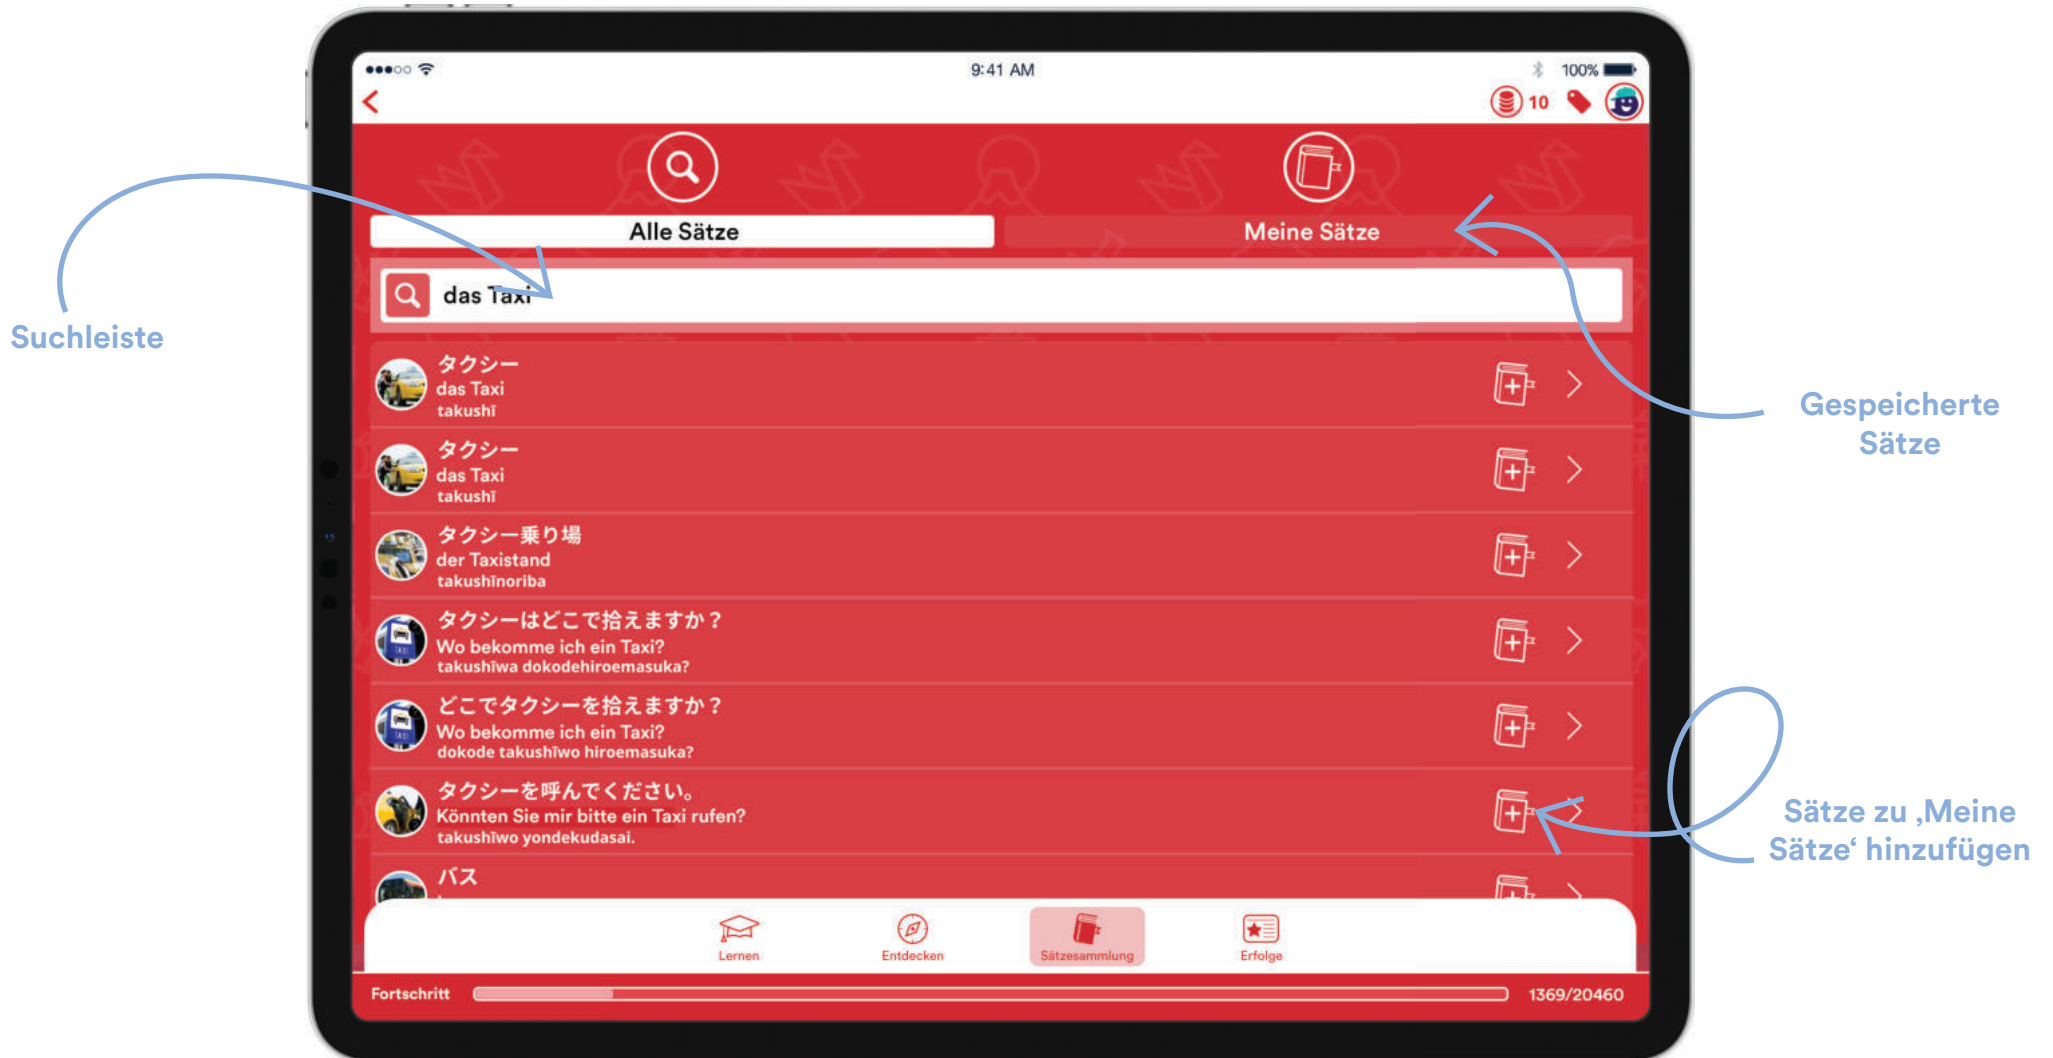 9:41 AM
100%
10
Alle Sätze
Meine Sätze
das Taxi
Suchleiste
タクシー
das Taxi
takushī
タクシー
das Taxi
takushī
タクシー乗り場
der Taxistand
takushīnoriba
タクシーはどこで拾えますか？
Wo bekomme ich ein Taxi?
takushīwa dokodehiroemasuka?
どこでタクシーを拾えますか？
Wo bekomme ich ein Taxi?
dokode takushīwo hiroemasuka?
タクシーを呼んでください。
Könnten Sie mir bitte ein Taxi rufen?
takushīwo yondekudasai.
バス
Gespeicherte
Sätze
Sätze zu ‚Meine
Sätze‘ hinzufügen
Lernen
Entdecken
Sätzesammlung
Erfolge
Fortschritt
1369/20460